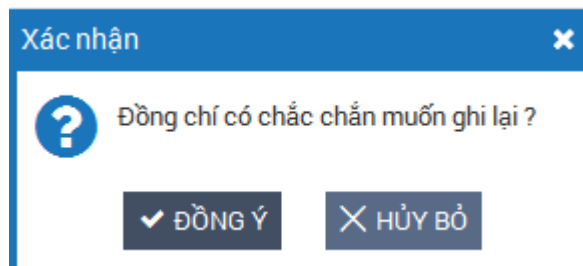 Xác nhận
Đồng chí có chắc chắn muốn ghi lại ?
ĐỒNG Ý
HỦY BỎ